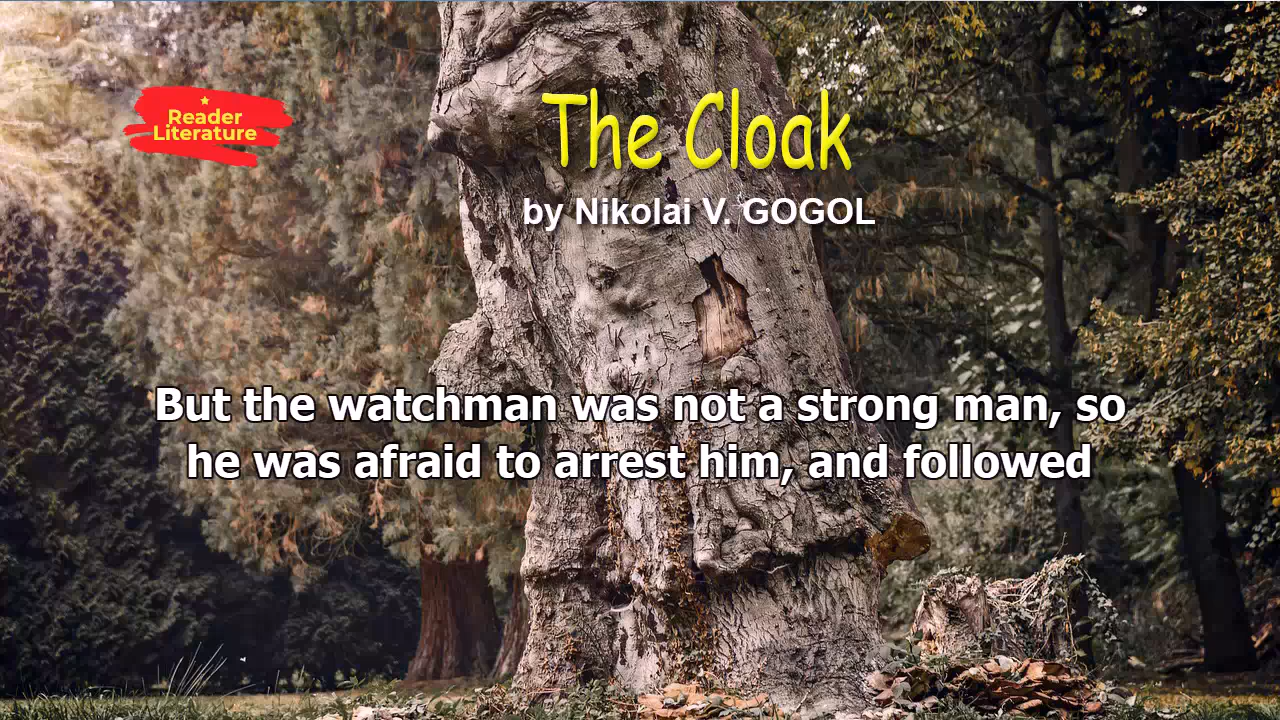 Reader
Literature
The Cloak
by Nikolai V. GOGOL
But the watchman was not a strong man, so
he was afraid to arrest him, and followed